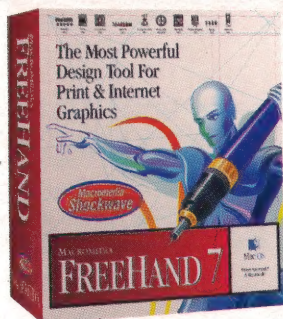 The Most Powerful
Design Tool For
Print & Internet
Graphics
Macromedia
Shockwave
MACROMEDIA
FREEHAND 7
Mac OS
FREEHAND